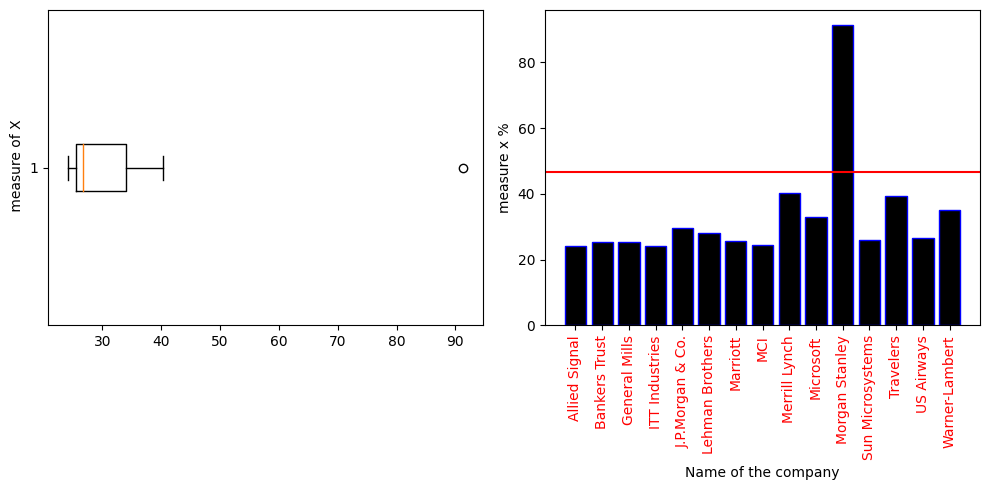 measure of X
1
30
40
50
60
70
80
90
measure x %
80
60
40
20
0
Allied Signal
Bankers Trust
General Mills
ITT Industries
J.P.Morgan & Co.
Lehman Brothers
Marriott
MCI
Merrill Lynch
Microsoft
Morgan Stanley
Sun Microsystems
Travelers
US Airways
Warner-Lambert
Name of the company